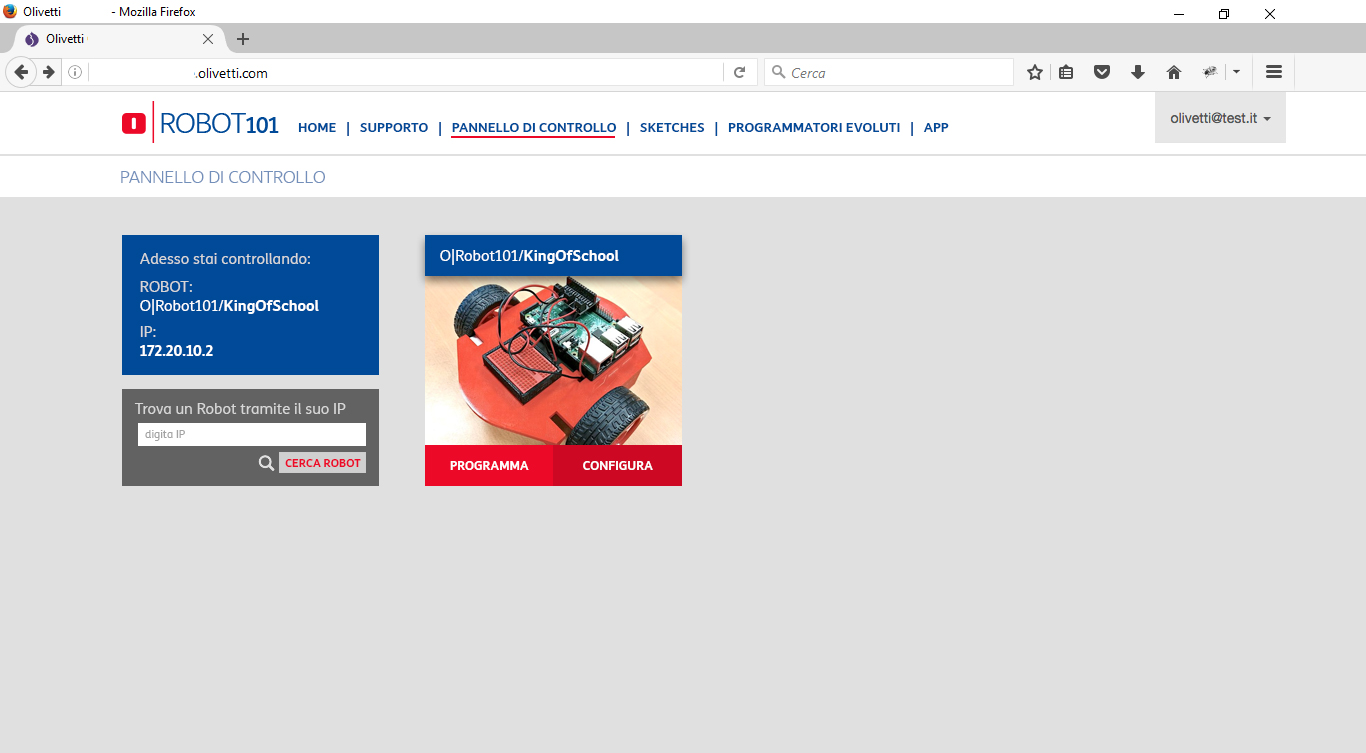 Olivetti - Mozilla Firefox
Olivetti
.olivetti.com
Cerca
ROBOT101
HOME | SUPPORTO | PANNELLO DI CONTROLLO | SKETCHES | PROGRAMMATORI EVOLUTI | APP
olivetti@test.it
PANNELLO DI CONTROLLO
Adesso stai controllando:
ROBOT:
O|Robot101/KingOfSchool
IP:
172.20.10.2
Trova un Robot tramite il suo IP
digita IP
CERCA ROBOT
O|Robot101/KingOfSchool
PROGRAMMA
CONFIGURA